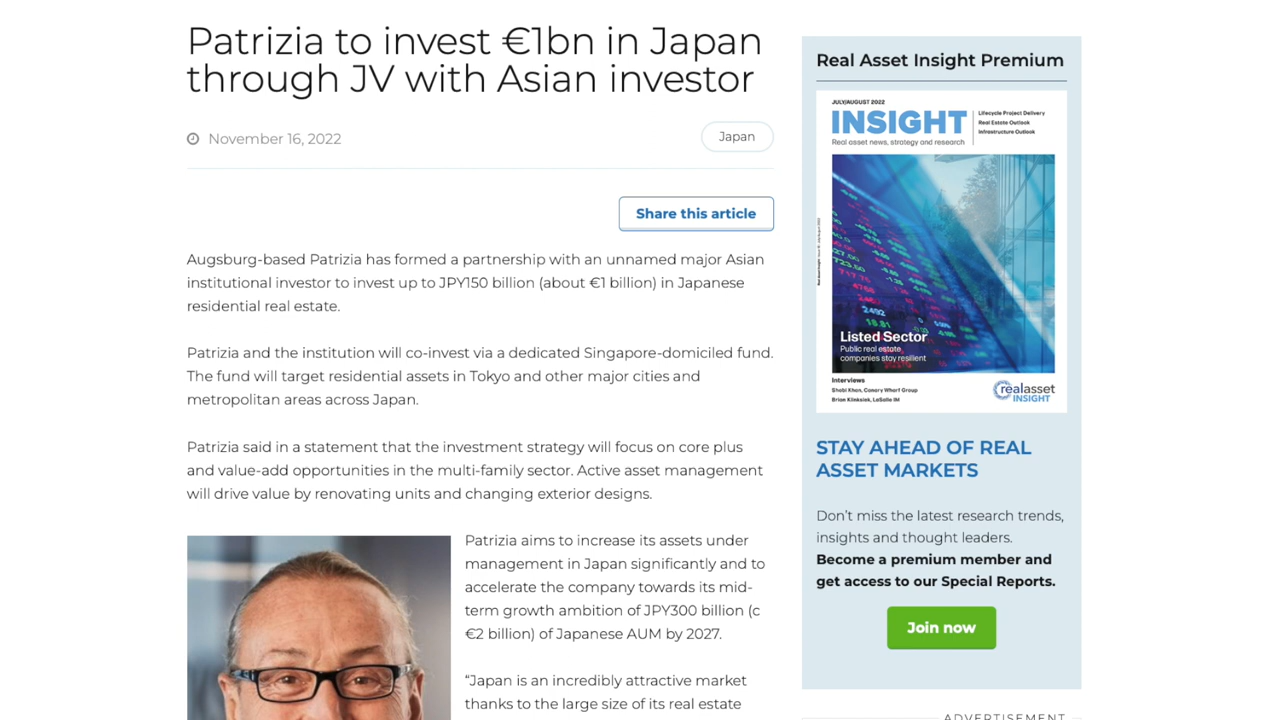 Patrizia to invest €1bn in Japan
through JV with Asian investor
November 16, 2022
Japan
Share this article
Augsburg-based Patrizia has formed a partnership with an unnamed major Asian
institutional investor to invest up to JPY150 billion (about €1 billion) in Japanese
residential real estate.
Patrizia and the institution will co-invest via a dedicated Singapore-domiciled fund.
The fund will target residential assets in Tokyo and other major cities and
metropolitan areas across Japan.
Patrizia said in a statement that the investment strategy will focus on core plus
and value-add opportunities in the multi-family sector. Active asset management
will drive value by renovating units and changing exterior designs.
Patrizia aims to increase its assets under
management in Japan significantly and to
accelerate the company towards its mid-
term growth ambition of JPY300 billion (c
€2 billion) of Japanese AUM by 2027.
“Japan is an incredibly attractive market
thanks to the large size of its real estate
Real Asset Insight Premium
JULY/AUGUST 2022
INSIGHT
Real asset news, strategy and research
Lifecycle Project Delivery
Real Estate Outlook
Infrastructure Outlook
Listed Sector
Public real estate
companies stay resilient
Interviews
Shobi Khan, Canary Wharf Group
Brian Klinksiek, LaSalle IM
realasset
INSIGHT
STAY AHEAD OF REAL
ASSET MARKETS
Don’t miss the latest research trends,
insights and thought leaders.
Become a premium member and
get access to our Special Reports.
Join now
ADVERTISEMENT